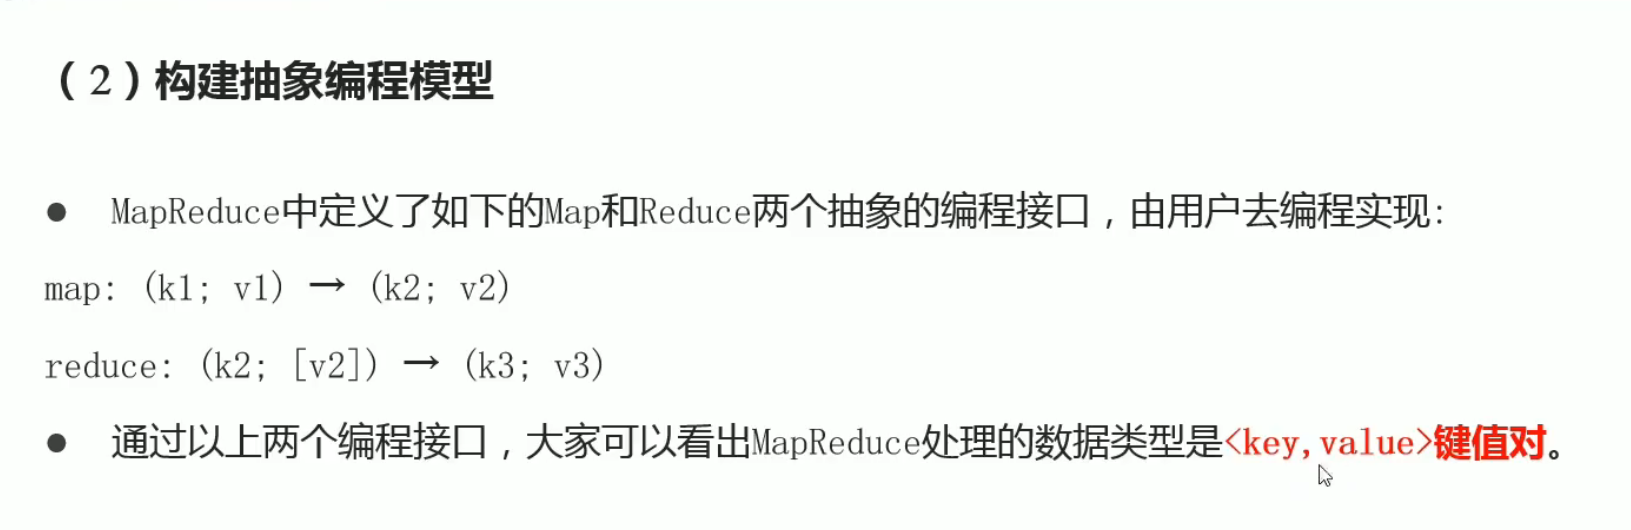 （2）构建抽象编程模型
● MapReduce中定义了如下的Map和Reduce两个抽象的编程接口，由用户去编程实现:
map: (k1; v1) → (k2; v2)
reduce: (k2; [v2]) → (k3; v3)
● 通过以上两个编程接口，大家可以看出MapReduce处理的数据类型是<key,value>键值对。